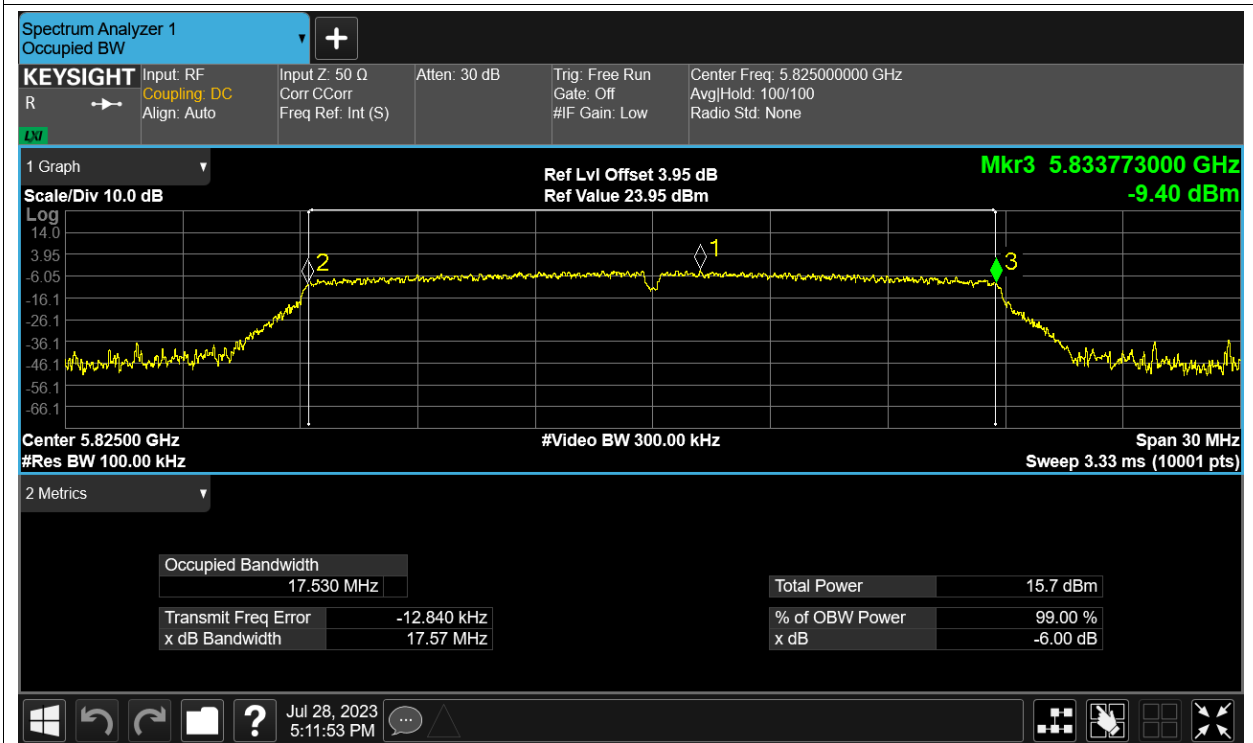 Spectrum Analyzer 1
Occupied BW
KEYSIGHT
R
LXI
Input: RF
Coupling: DC
Align: Auto
Input Z: 50 Ω
Corr CCorr
Freq Ref: Int (S)
Atten: 30 dB
Trig: Free Run
Gate: Off
#IF Gain: Low
Center Freq: 5.825000000 GHz
Avg|Hold: 100/100
Radio Std: None
1 Graph
Scale/Div 10.0 dB
Ref Lvl Offset 3.95 dB
Ref Value 23.95 dBm
Mkr3 5.833773000 GHz
-9.40 dBm
Log
14.0
3.95
-6.05
-16.1
-26.1
-36.1
-46.1
-56.1
-66.1
2
1
3
Center 5.82500 GHz
#Video BW 300.00 kHz
Span 30 MHz
#Res BW 100.00 kHz
Sweep 3.33 ms (10001 pts)
2 Metrics
Occupied Bandwidth
17.530 MHz
Transmit Freq Error -12.840 kHz
x dB Bandwidth 17.57 MHz
Total Power 15.7 dBm
% of OBW Power 99.00 %
x dB -6.00 dB
?
Jul 28, 2023
5:11:53 PM